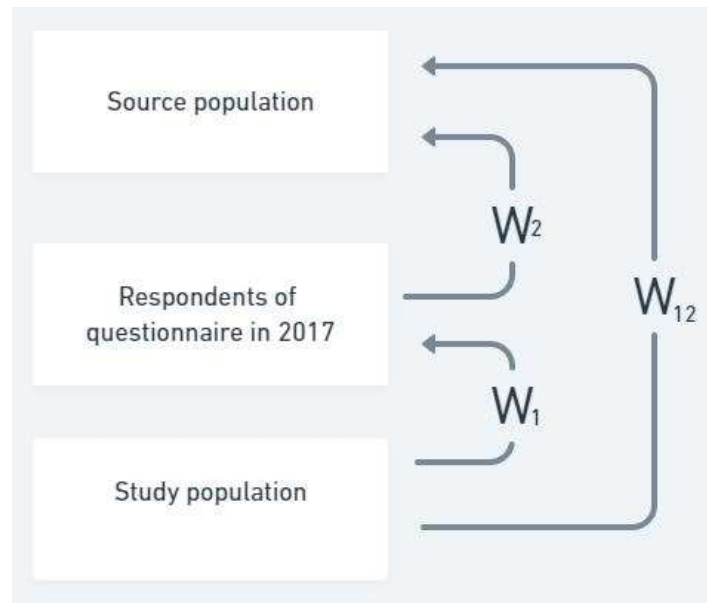 Source population
W2
Respondents of
questionnaire in 2017
W12
W1
Study population